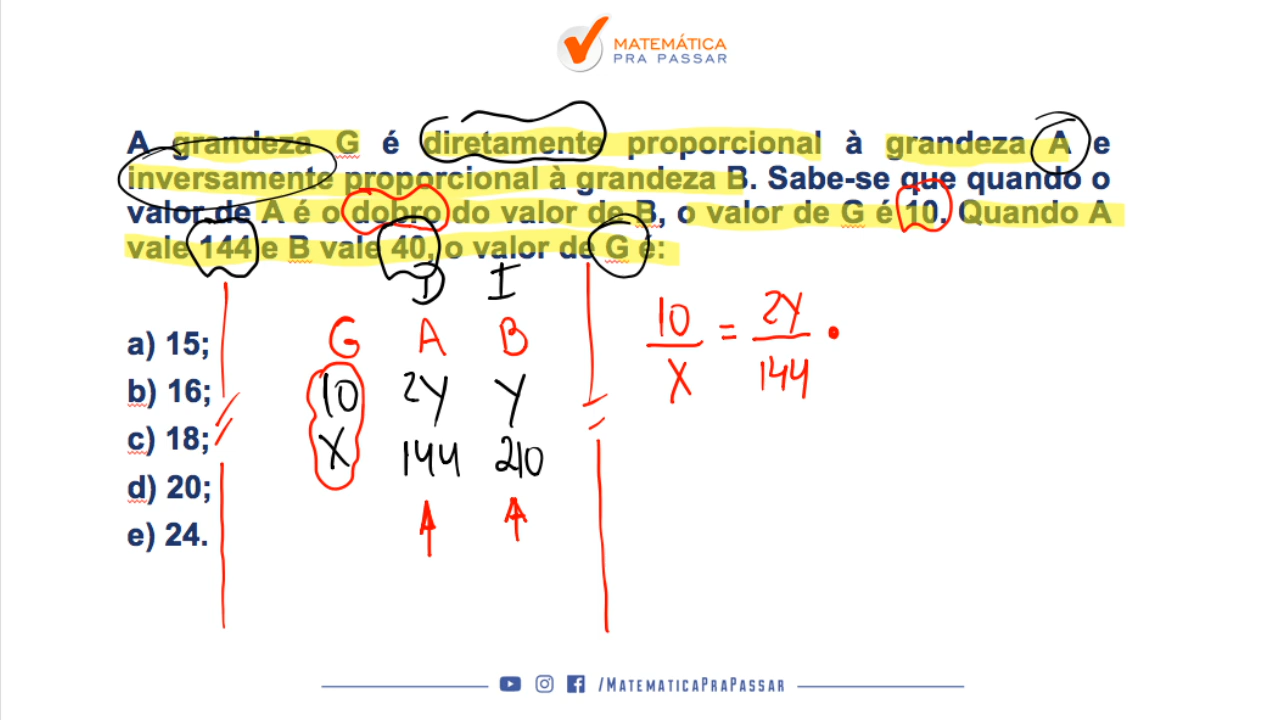 MATEMÁTICA
PRA PASSAR
A grandeza G é diretamente proporcional à grandeza A e
inversamente proporcional à grandeza B. Sabe-se que quando o
valor de A é o dobro do valor de B, o valor de G é 10. Quando A
vale 144 e B vale 40, o valor de G é:
D I
G A B
10 2Y Y
X 144 40
10/X = 2Y/144 •
a) 15;
b) 16;
c) 18;
d) 20;
e) 24.
/MATEMATICAPRAPASSAR